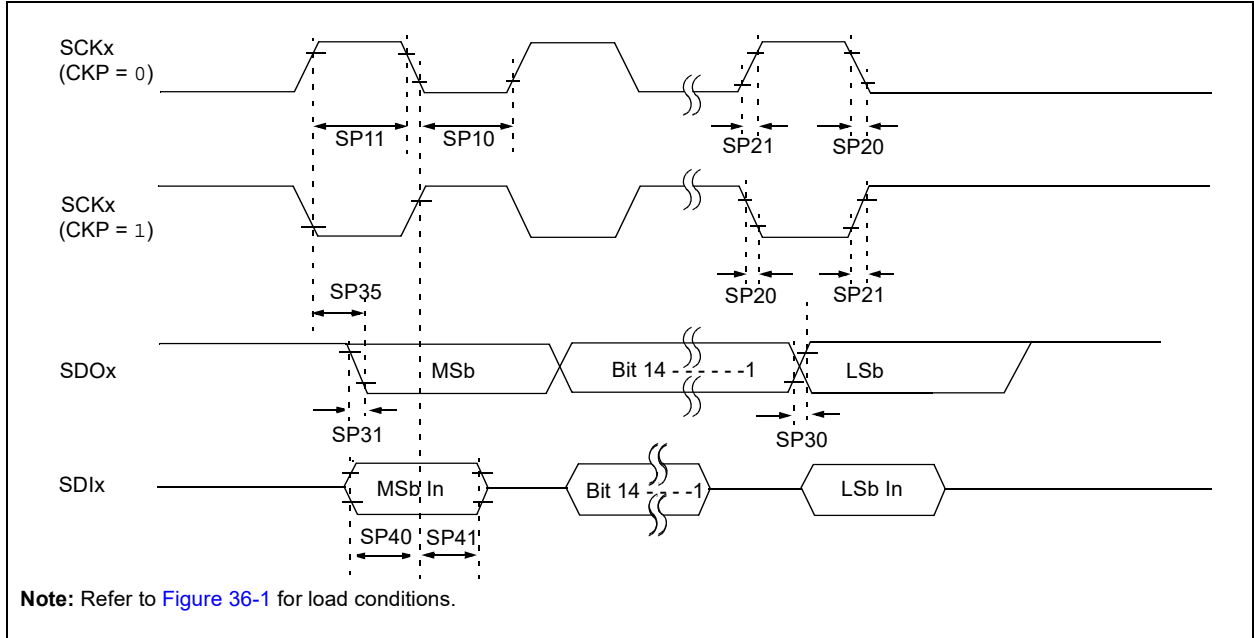 SCKx
(CKP = 0)
SP11
SP10
SP21
SP20
SCKx
(CKP = 1)
SP35
SP20
SP21
SDOx
MSb
Bit 14 - - - - - -1
LSb
SP31
SP30
SDIx
MSb In
Bit 14 - - - -1
LSb In
SP40
SP41
Note: Refer to Figure 36-1 for load conditions.